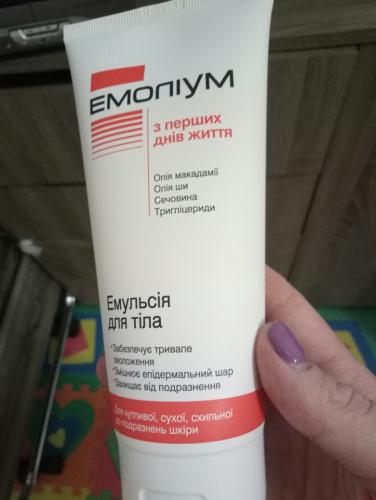 ЕМОЛІУМ
з перших
днів життя
Олія макадамії
Олія ши
Сечовина
Тригліцериди
Емульсія
для тіла
*Забезпечує тривале
зволоження
*Зміцнює епідермальний шар
*Захищає від подразнення
Для чутливої, сухої, схильної
до подразнень шкіри